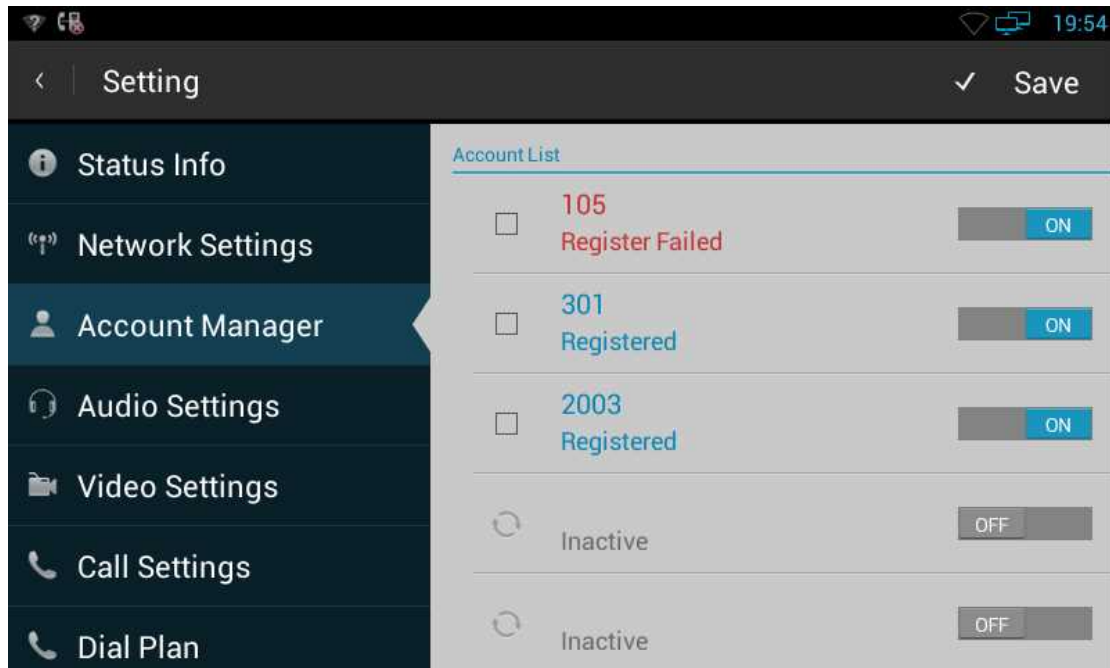 19:54
Setting
Save
Status Info
Network Settings
Account Manager
Audio Settings
Video Settings
Call Settings
Dial Plan
Account List
105
Register Failed
ON
301
Registered
ON
2003
Registered
ON
Inactive
OFF
Inactive
OFF